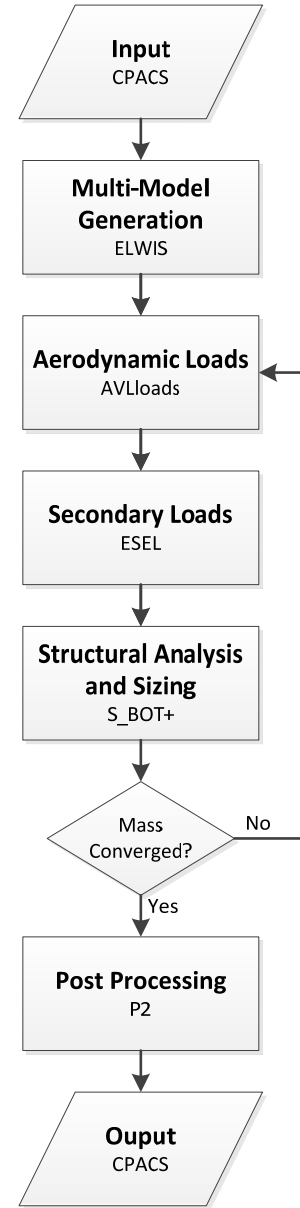 Input
CPACS
Multi-Model
Generation
ELWIS
Aerodynamic Loads
AVLloads
Secondary Loads
ESEL
Structural Analysis
and Sizing
S_BOT+
Mass
Converged?
No
Yes
Post Processing
P2
Ouput
CPACS